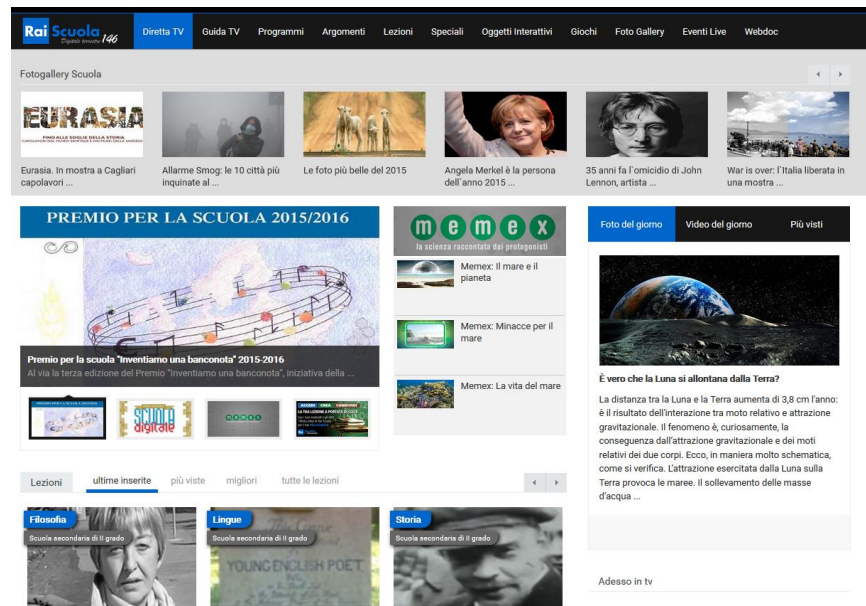 Rai Scuola
Digitale terrestre 146
Diretta TV
Guida TV
Programmi
Argomenti
Lezioni
Speciali
Oggetti Interattivi
Giochi
Foto Gallery
Eventi Live
Webdoc
Fotogallery Scuola
EURASIA
FINO ALLE SOGLIE DELLA STORIA
Eurasia. In mostra a Cagliari
capolavori ...
Allarme Smog: le 10 città più
inquinate al ...
Le foto più belle del 2015
Angela Merkel è la persona
dell`anno 2015 ...
35 anni fa l`omicidio di John
Lennon, artista ...
War is over: l`Italia liberata in
una mostra ...
PREMIO PER LA SCUOLA 2015/2016
Premio per la scuola "Inventiamo una banconota" 2015-2016
Al via la terza edizione del Premio "Inventiamo una banconota", iniziativa della ...
SCUOLA
digitale
memex
memex
la scienza raccontata dai protagonisti
Memex: Il mare e il
pianeta
Memex: Minacce per il
mare
Memex: La vita del mare
Foto del giorno
Video del giorno
Più visti
È vero che la Luna si allontana dalla Terra?
La distanza tra la Luna e la Terra aumenta di 3,8 cm l'anno:
è il risultato dell'interazione tra moto relativo e attrazione
gravitazionale. Il fenomeno è, curiosamente, la
conseguenza dall'attrazione gravitazionale e dei moti
relativi dei due corpi. Ecco, in maniera molto schematica,
come si verifica. L'attrazione esercitata dalla Luna sulla
Terra provoca le maree. Il sollevamento delle masse
d'acqua ...
Lezioni
ultime inserite
più viste
migliori
tutte le lezioni
Filosofia
Scuola secondaria di II grado
Lingue
Scuola secondaria di II grado
YOUNG ENGLISH POET
Storia
Scuola secondaria di II grado
Adesso in tv